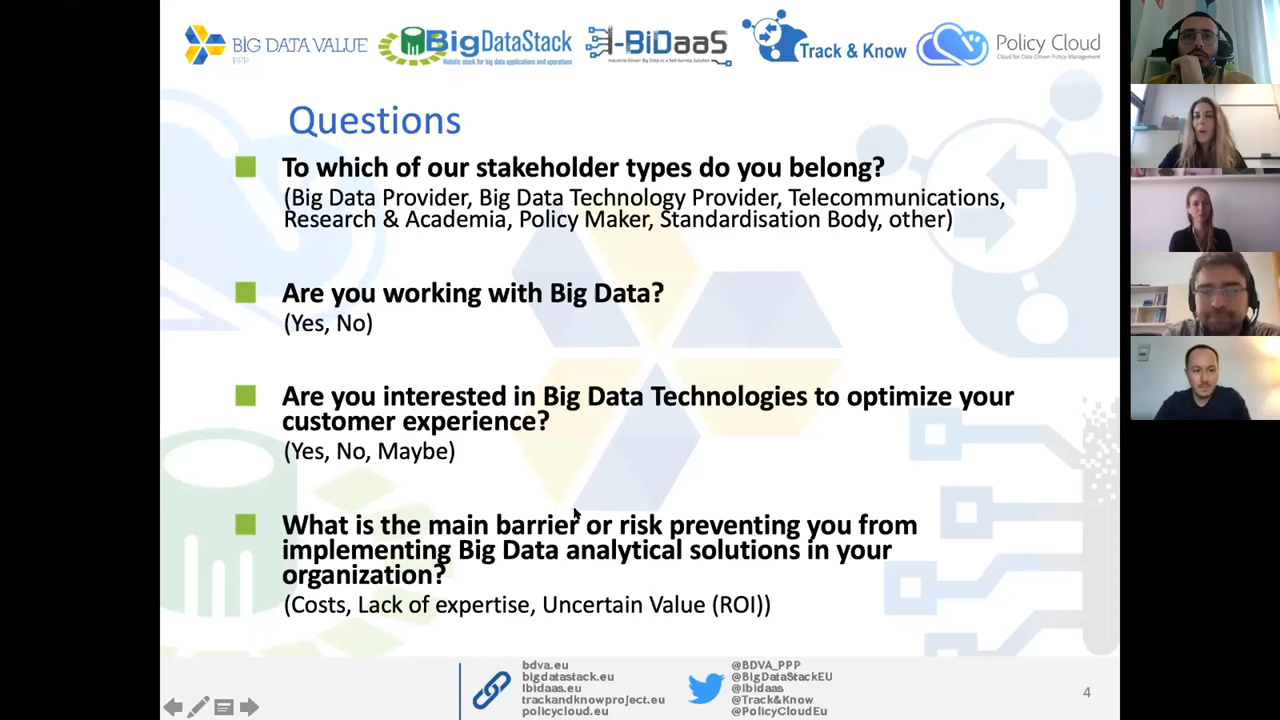 BIG DATA VALUE
PPP
BigDataStack
Holistic stack for big data applications and operations
I-BiDaaS
Industrial-Driven Big Data as a Self-Service Solution
Track & Know
Policy Cloud
Cloud for Data-Driven Policy Management
Questions
To which of our stakeholder types do you belong?
(Big Data Provider, Big Data Technology Provider, Telecommunications,
Research & Academia, Policy Maker, Standardisation Body, other)
Are you working with Big Data?
(Yes, No)
Are you interested in Big Data Technologies to optimize your
customer experience?
(Yes, No, Maybe)
What is the main barrier or risk preventing you from
implementing Big Data analytical solutions in your
organization?
(Costs, Lack of expertise, Uncertain Value (ROI))
bdva.eu
bigdatastack.eu
Ibidaas.eu
trackandknowproject.eu
policycloud.eu
@BDVA_PPP
@BigDataStackEU
@Ibidaas
@Track&Know
@PolicyCloudEu
4